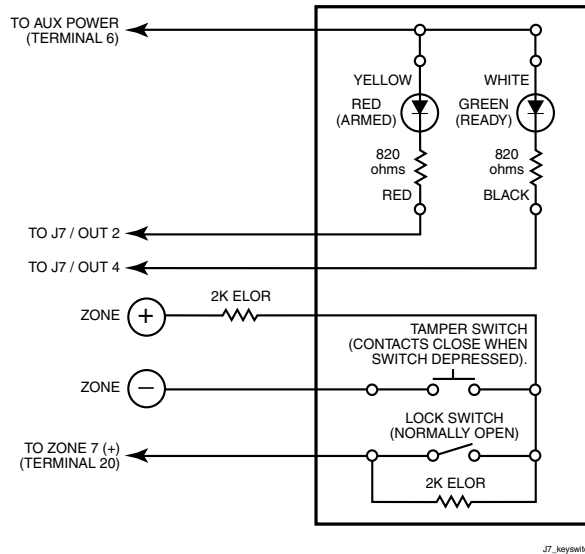 TO AUX POWER
(TERMINAL 6)
YELLOW
WHITE
RED
(ARMED)
GREEN
(READY)
820
ohms
820
ohms
RED
BLACK
TO J7 / OUT 2
TO J7 / OUT 4
2K ELOR
ZONE
+
TAMPER SWITCH
(CONTACTS CLOSE WHEN
SWITCH DEPRESSED).
ZONE
–
LOCK SWITCH
(NORMALLY OPEN)
TO ZONE 7 (+)
(TERMINAL 20)
2K ELOR